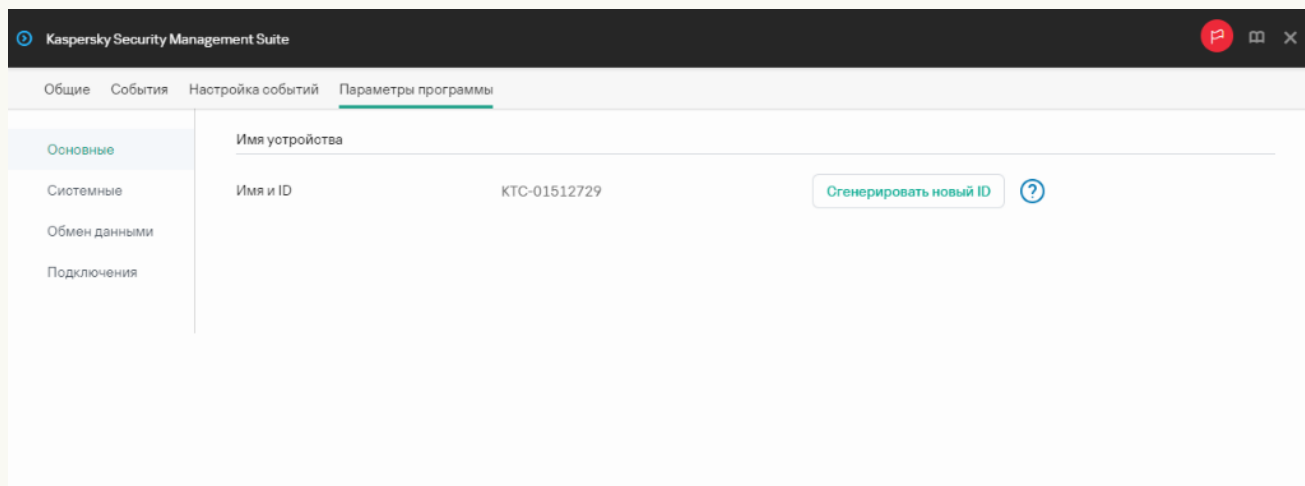 Kaspersky Security Management Suite
Общие События Настройка событий Параметры программы
Основные
Системные
Обмен данными
Подключения
Имя устройства
Имя и ID КТС-01512729 Сгенерировать новый ID ?